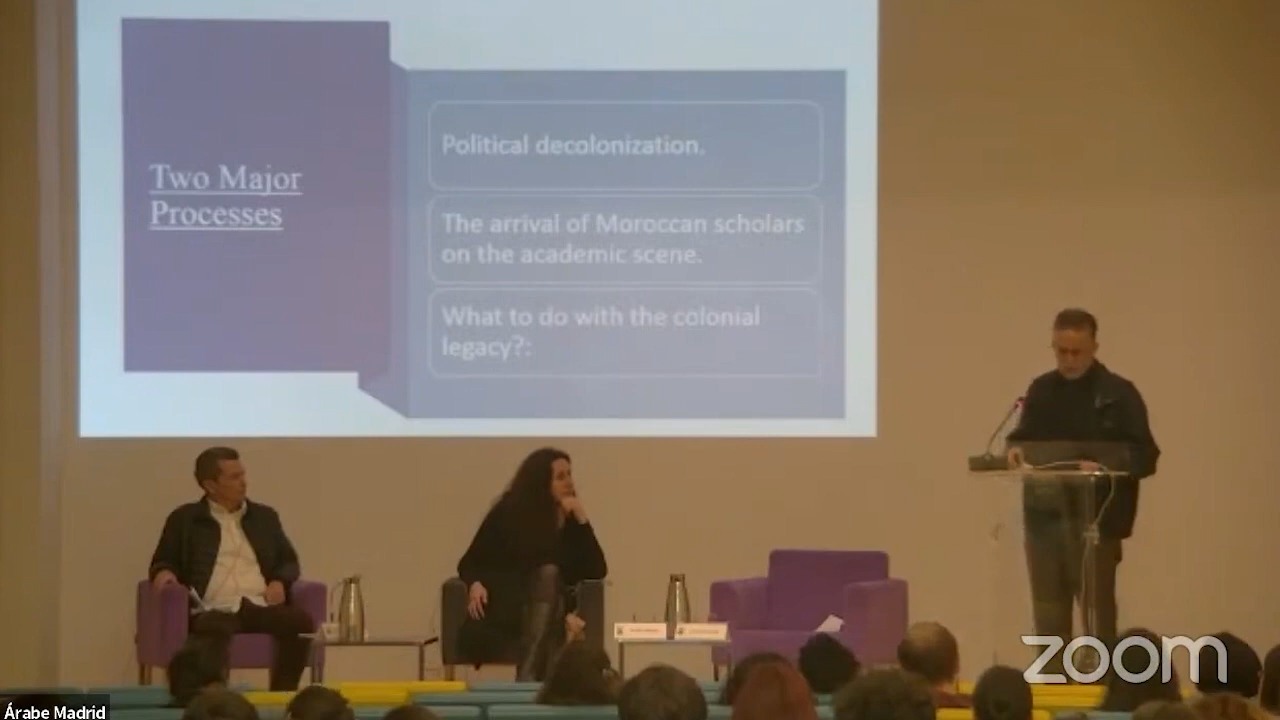 Two Major
Processes
Political decolonization.
The arrival of Moroccan scholars
on the academic scene.
What to do with the colonial
legacy?:
zoom
Árabe Madrid